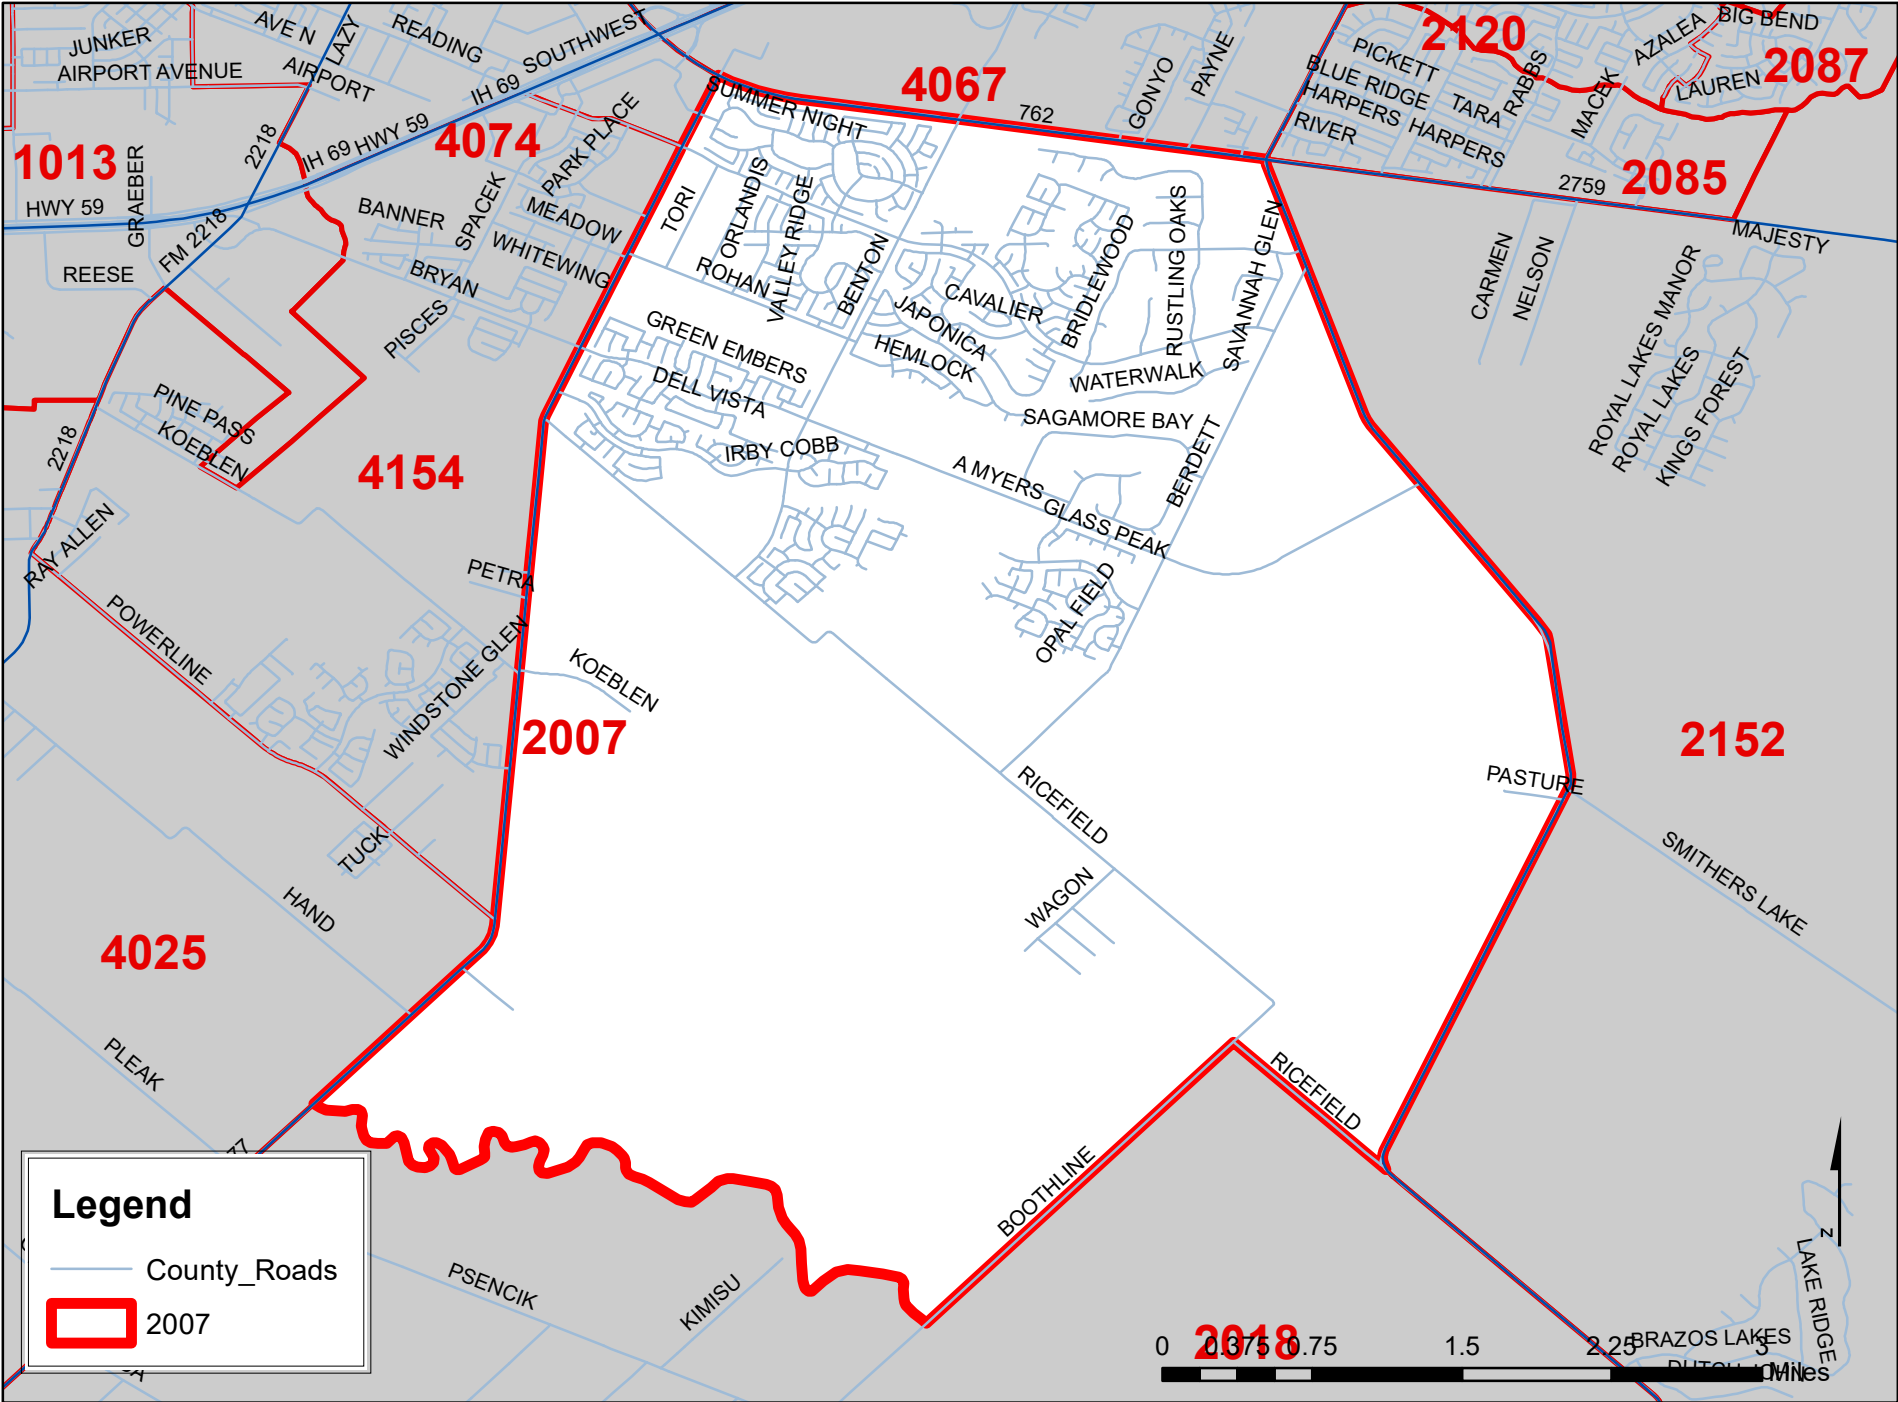 JUNKER
AIRPORT AVENUE
AVE N
LAZY
READING
AIRPORT
IH 69
SOUTHWEST
4067
762
GONYO
PAYNE
2120
PICKETT
BLUE RIDGE
HARPERS
RIVER
TARA
HARPERS
RABBS
MACEK
AZALEA
BIG BEND
LAUREN
2087
1013
GRAEBER
2218
IH 69 HWY 59
4074
PARK PLACE
SUMMER NIGHT
2085
2759
HWY 59
FM 2218
REESE
BANNER
SPACEK
MEADOW
WHITEWING
BRYAN
PISCES
TORI
ORLANDIS
VALLEY RIDGE
ROHAN
BENTON
CAVALIER
JAPONICA
HEMLOCK
BRIDLEWOOD
RUSTLING OAKS
SAVANNAH GLEN
WATERWALK
CARMEN
NELSON
MAJESTY
ROYAL LAKES MANOR
ROYAL LAKES
KINGS FOREST
GREEN EMBERS
DELL VISTA
IRBY COBB
SAGAMORE BAY
BERDETT
A MYERS
GLASS PEAK
OPAL FIELD
PINE PASS
KOEBLEN
2218
4154
RAY ALLEN
POWERLINE
PETRA
WINDSTONE GLEN
KOEBLEN
2007
2152
PASTURE
SMITHERS LAKE
RICEFIELD
WAGON
TUCK
HAND
4025
PLEAK
77
RICEFIELD
BOOTHLINE
PSENCIK
KIMISU
2018
LAKE RIDGE
BRAZOS LAKES
Legend
County_Roads
2007
0 0.375 0.75 1.5 2.25 3
Miles
Z